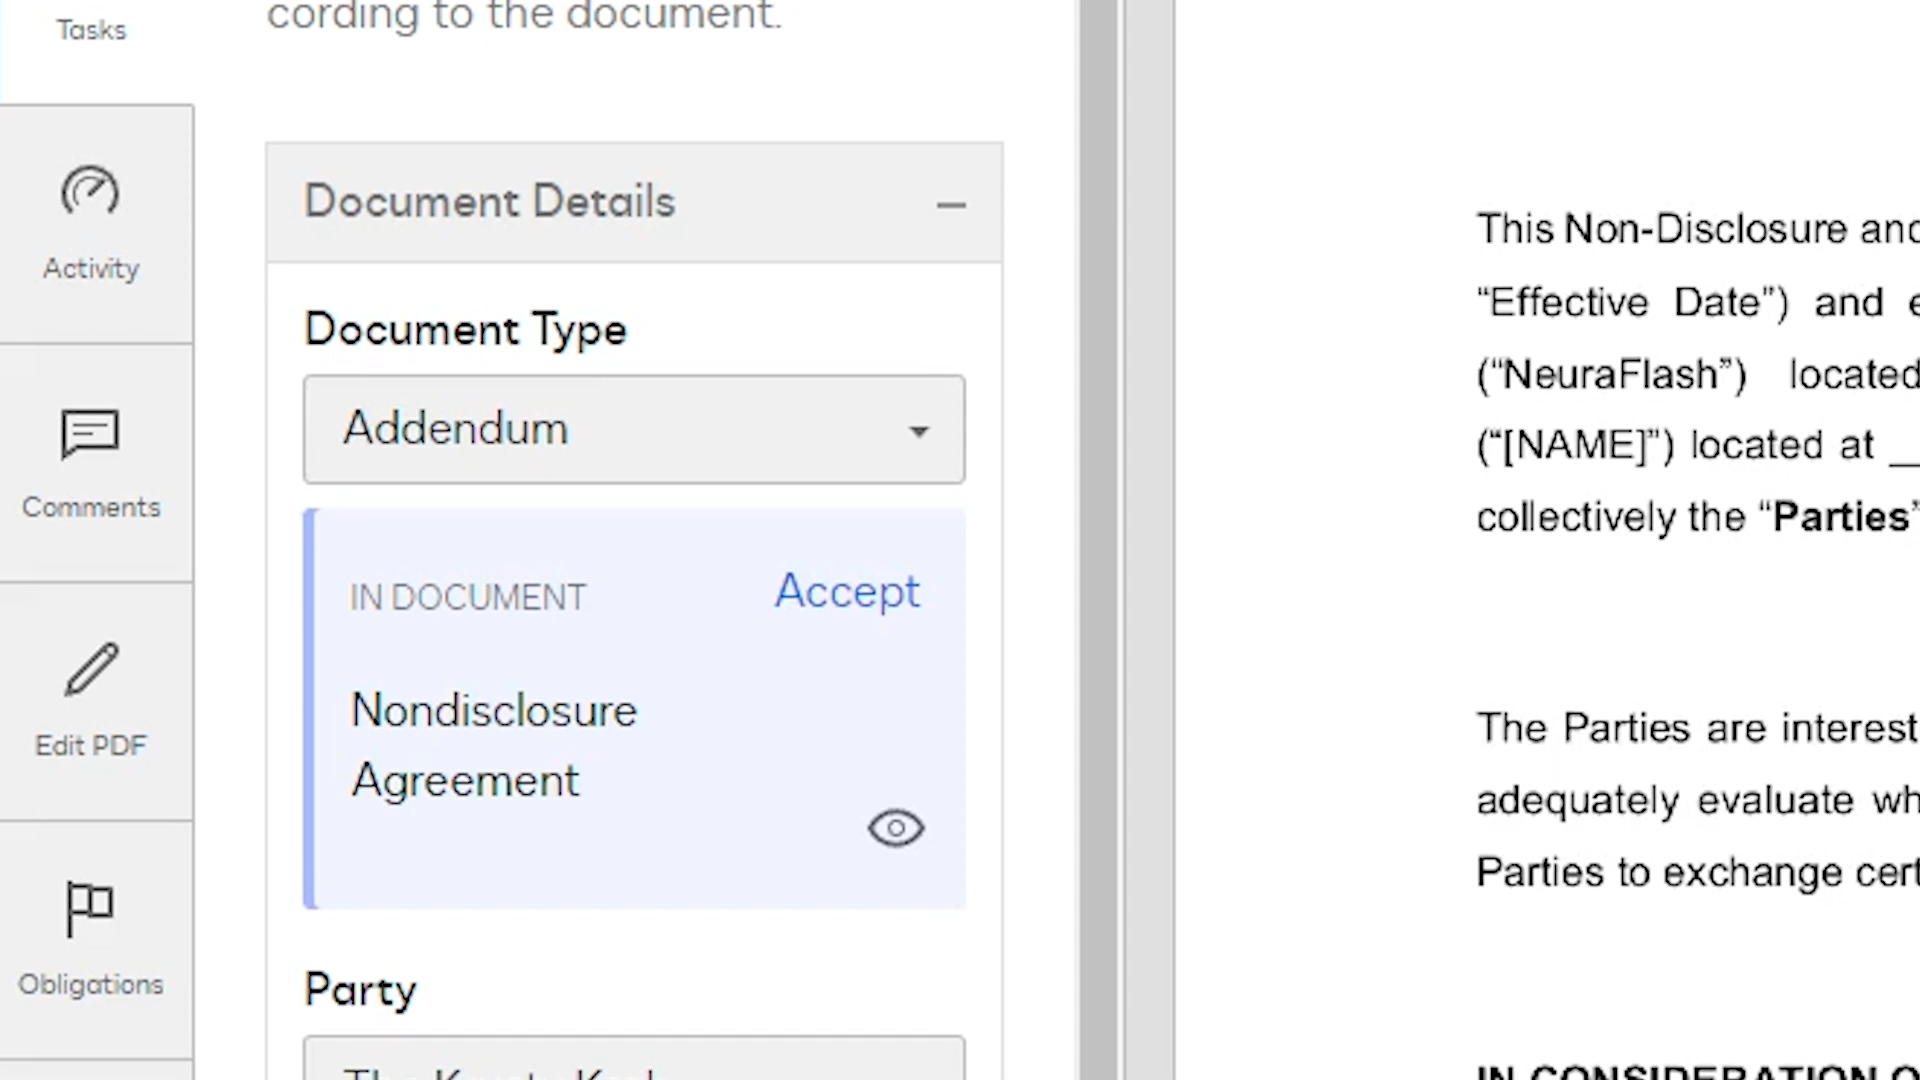 Tasks
cording to the document.
Activity
Comments
Edit PDF
Obligations
Document Details
Document Type
Addendum
IN DOCUMENT
Accept
Nondisclosure
Agreement
Party
This Non-Disclosure and
“Effective Date”) and e
(“NeuraFlash”) located
(“[NAME]”) located at _
collectively the “Parties”
The Parties are interest
adequately evaluate wh
Parties to exchange cert
IN CONSIDERATION O